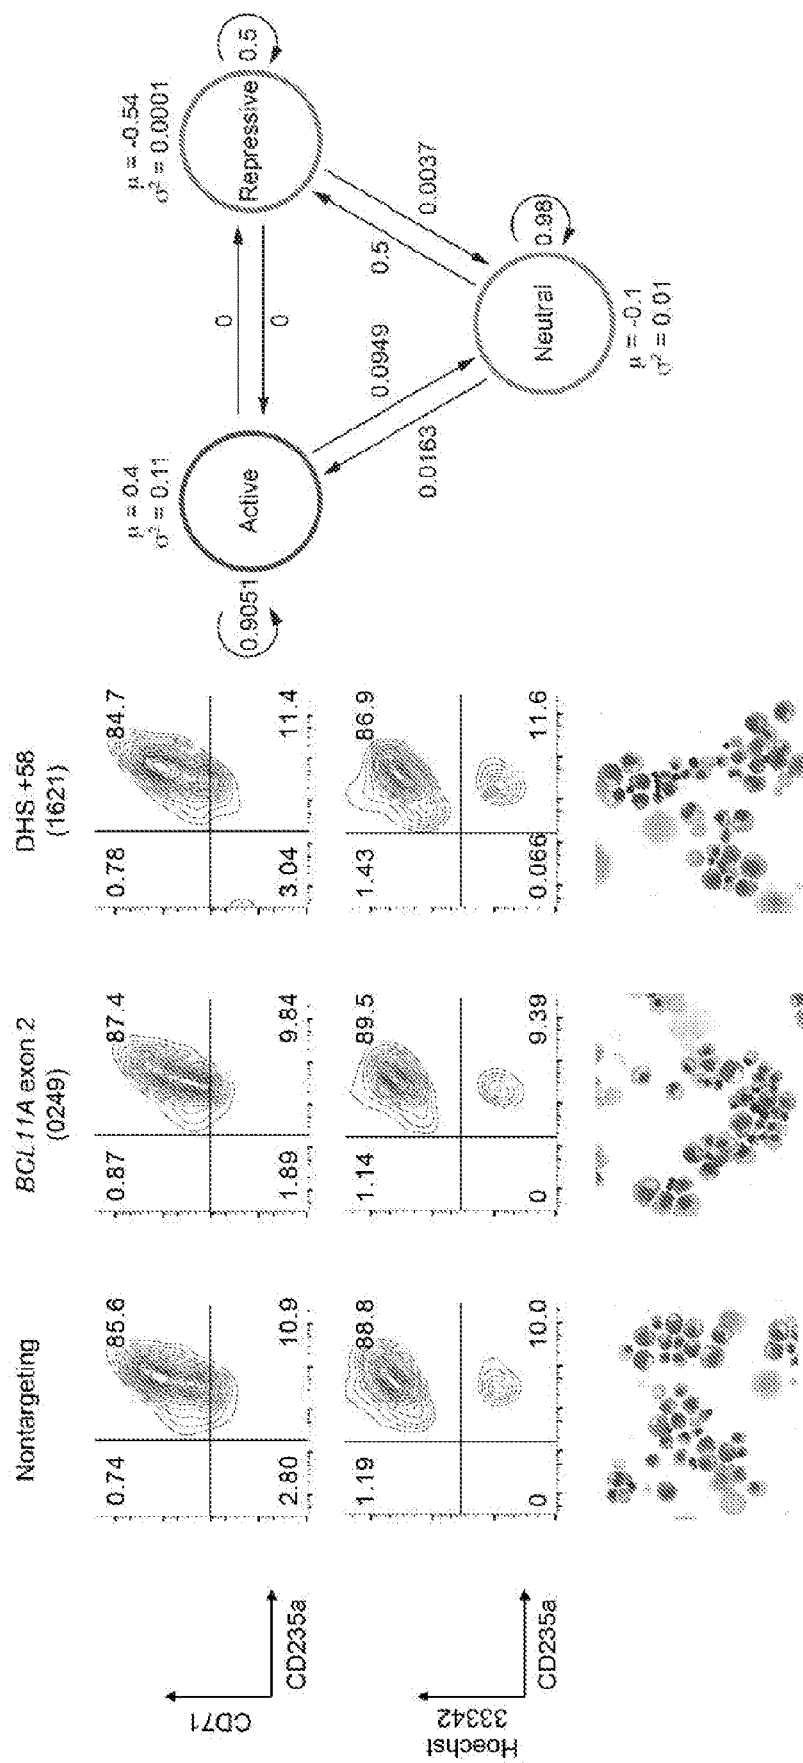 Nontargeting
BCL11A exon 2
(0249)
DHS +58
(1621)
CD71
CD235a
0.74
85.6
2.80
10.9
0.87
87.4
1.89
9.84
0.78
84.7
3.04
11.4
Hoechst
33342
CD235a
1.19
88.8
0
10.0
1.14
89.5
0
9.39
1.43
86.9
0.066
11.6
μ = 0.4
σ² = 0.11
Active
0.9051
μ = -0.54
σ² = 0.0001
Repressive
0.5
0
0
0.0949
0.0163
0.5
0.0037
Neutral
0.98
μ = -0.1
σ² = 0.01